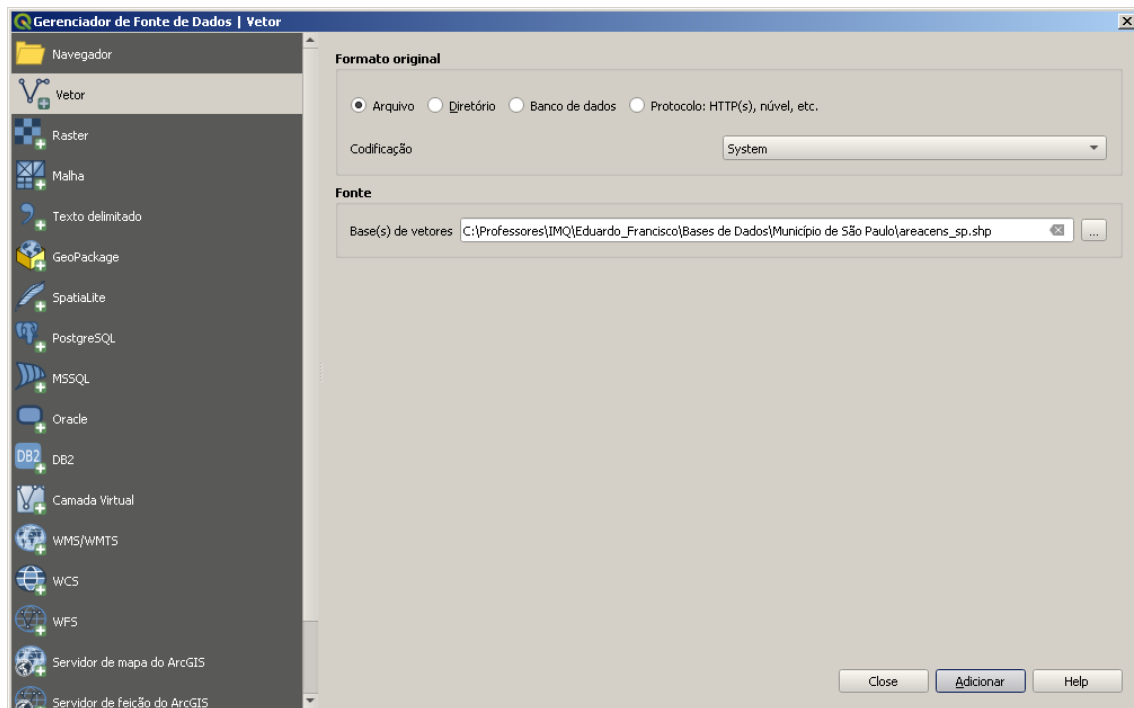 Gerenciador de Fonte de Dados | Vetor
Navegador
Vetor
Raster
Malha
Texto delimitado
GeoPackage
SpatiaLite
PostgreSQL
MSSQL
Oracle
DB2
DB2
Camada Virtual
WMS/WMTS
WCS
WFS
Servidor de mapa do ArcGIS
Servidor de feição do ArcGIS
Formato original
Arquivo Diretório Banco de dados Protocolo: HTTP(s), núvel, etc.
Codificação System
Fonte
Base(s) de vetores C:\Professores\IMQ\Eduardo_Francisco\Bases de Dados\Município de São Paulo\areacens_sp.shp ...
Close Adicionar Help